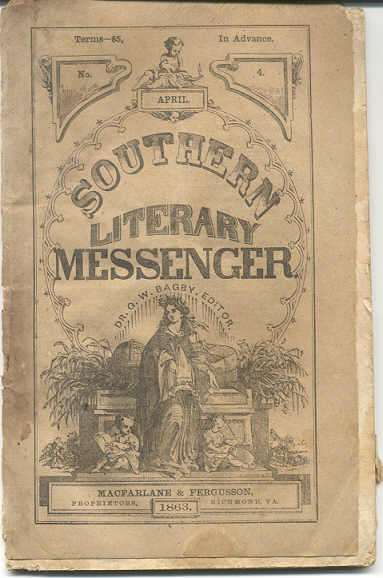 Terms—$5, In Advance.
No. 4.
APRIL.
SOUTHERN
LITERARY
MESSENGER.
DR. G. W. BAGBY, EDITOR.
MACFARLANE & FERGUSSON,
PROPRIETORS, RICHMOND, VA.
1863.